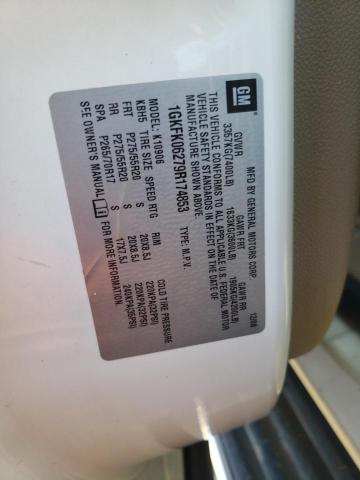 GM
MFD BY GENERAL MOTORS CORP 12/08
GVWR GAWR FRT GAWR RR
3357KG(7400LB) 1633KG(3600LB) 1905KG(4200LB)
THIS VEHICLE CONFORMS TO ALL APPLICABLE U.S. FEDERAL MOTOR
VEHICLE SAFETY STANDARDS IN EFFECT ON THE DATE OF
MANUFACTURE SHOWN ABOVE.
1GKFK06279R174853 TYPE: M.P.V.
MODEL: K10906
KBH5 TIRE SIZE SPEED RTG RIM COLD TIRE PRESSURE
FRT P275/55R20 S 20X8.5J 220KPA(32PSI)
RR P275/55R20 S 20X8.5J 220KPA(32PSI)
SPA P265/70R17 S 17X7.5J 240KPA(35PSI)
SEE OWNER'S MANUAL FOR MORE INFORMATION.